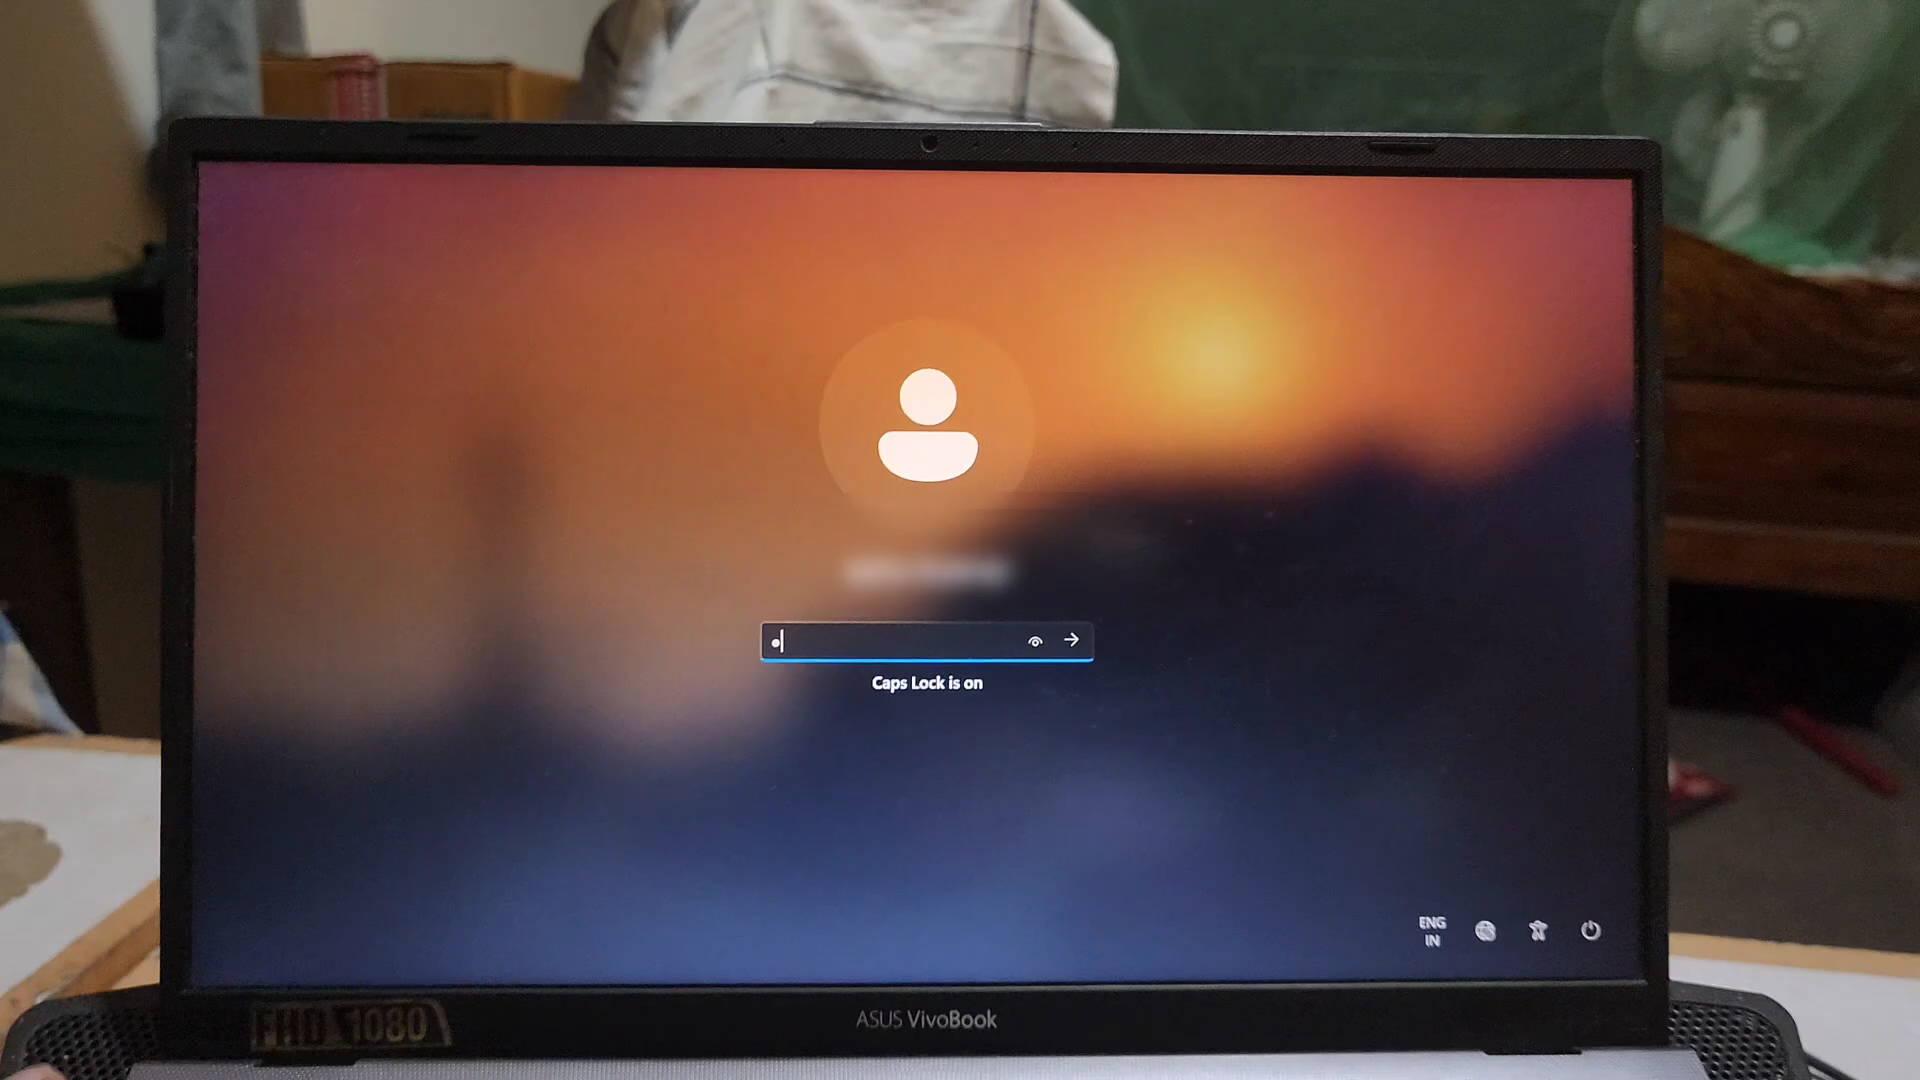 Caps Lock is on
ENG
IN
FHD 1080
ASUS VivoBook